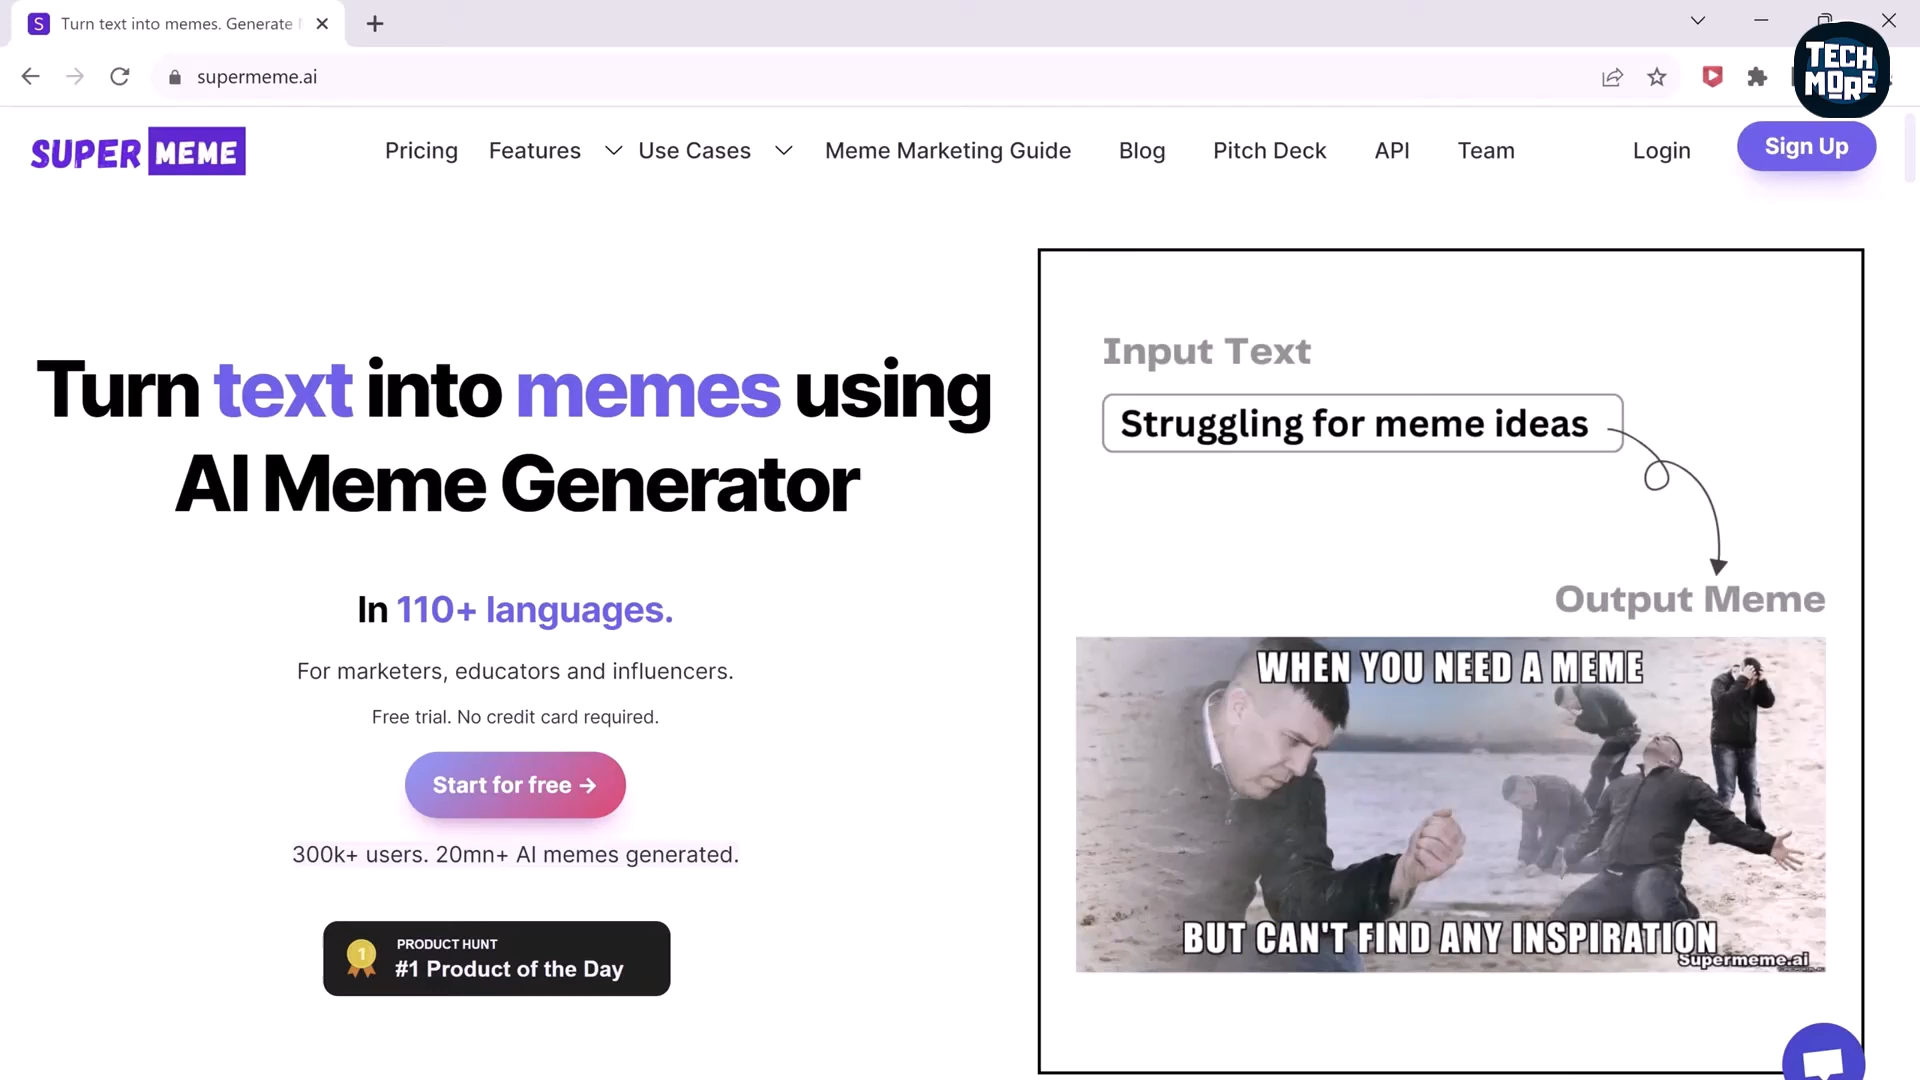 S Turn text into memes. Generate
supermeme.ai
TECH
MORE
SUPER MEME
Pricing Features Use Cases Meme Marketing Guide Blog Pitch Deck API Team Login Sign Up
Turn text into memes using
AI Meme Generator
In 110+ languages.
For marketers, educators and influencers.
Free trial. No credit card required.
Start for free →
300k+ users. 20mn+ AI memes generated.
1
PRODUCT HUNT
#1 Product of the Day
Input Text
Struggling for meme ideas
Output Meme
WHEN YOU NEED A MEME
BUT CAN'T FIND ANY INSPIRATION
Supermeme.ai